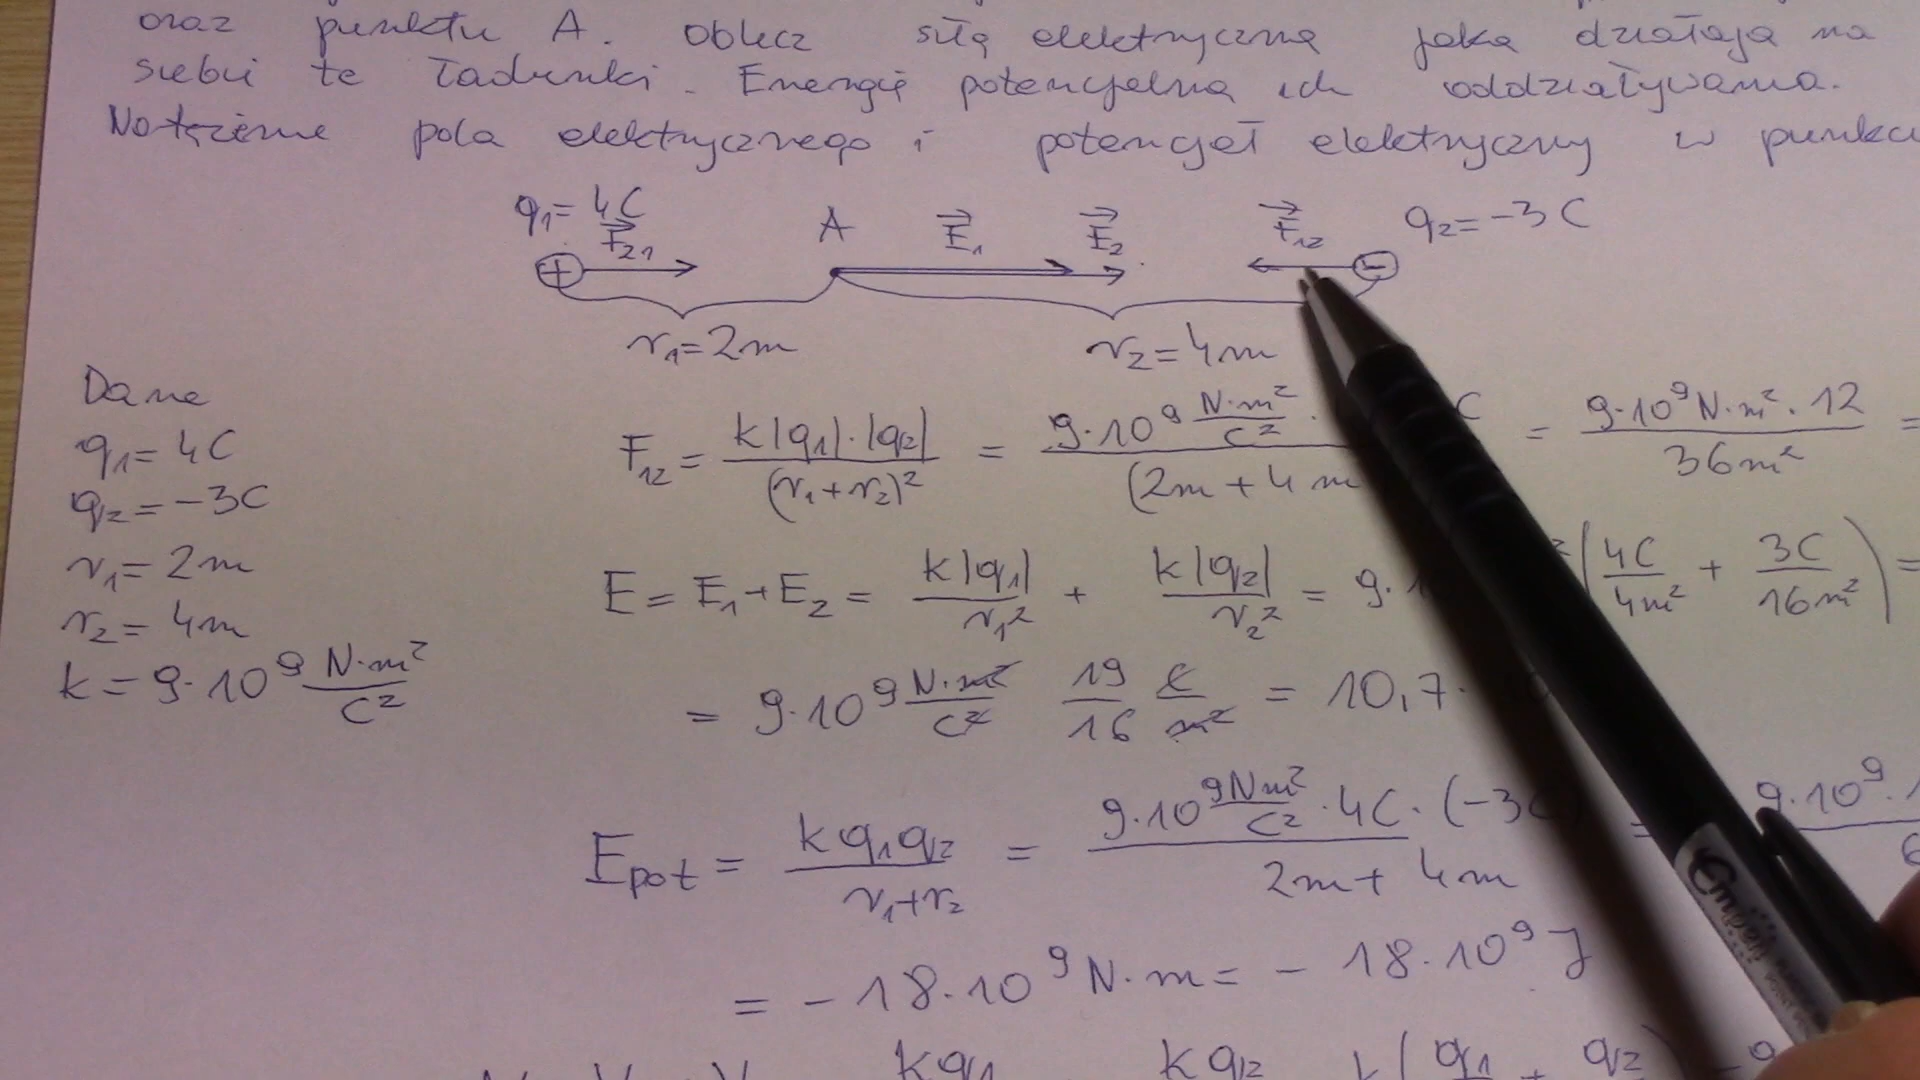 oraz punktu A. Oblicz siłę elektryczną jaką działają na
siebie te ładunki. Energię potencjalną ich oddziaływania.
Natężenie pola elektrycznego i potencjał elektryczny w
q₁= 4C A E⃗₁ E⃗₂ F⃗₁₂ q₂= -3C
F⃗₂₁
+ -
r₁=2m r₂=4m
Dane
q₁= 4C
q₂= -3C
r₁= 2m
r₂= 4m
k = 9·10⁹ N·m²/C²
F₁₂ = k|q₁|·|q₂| / (r₁+r₂)² = 9·10⁹ N·m²/C² · C / (2m + 4m = 9·10⁹ N·m²·12 / 36m² =
E = E₁+E₂ = k|q₁| / r₁² + k|q₂| / r₂² = 9· (4C/4m² + 3C/16m²) =
= 9·10⁹ N·m²/C² 19/16 C/m² = 10,7·
Epot = kq₁q₂ / r₁+r₂ = 9·10⁹ Nm²/C² · 4C · (-3C) / 2m + 4m = 9·10⁹· / 6
= - 18·10⁹ N·m = - 18·10⁹ J
kq₁ kq₂ k( q₁ + q₂ )
Emdżij